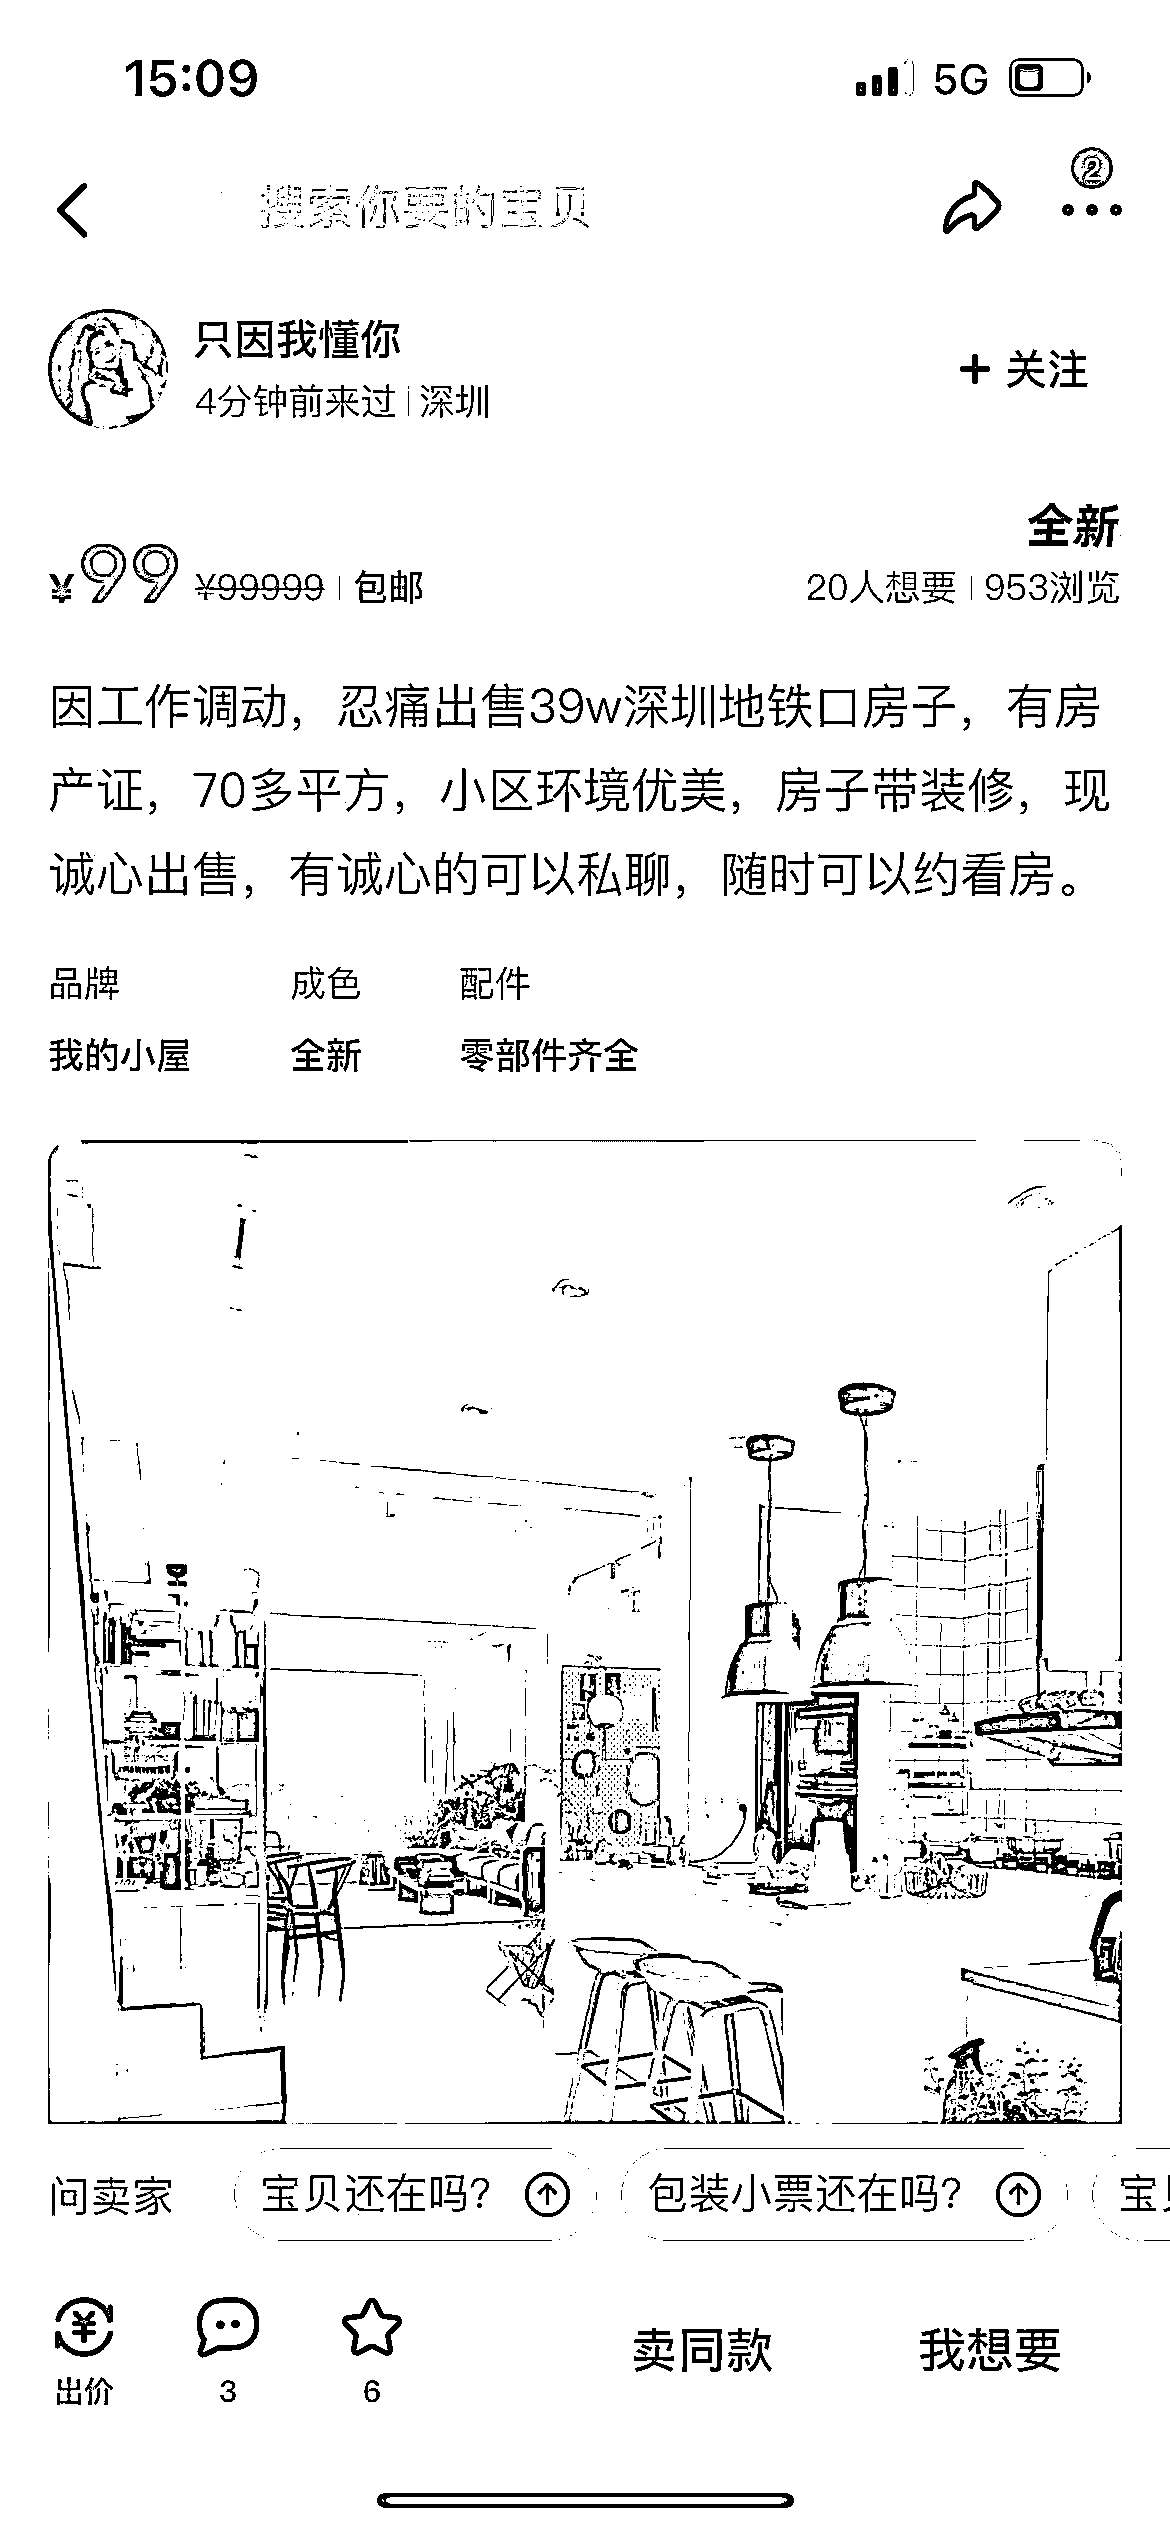 15:09
5G
2
搜索你要的宝贝
只因我懂你
4分钟前来过 | 深圳
+ 关注
全新
¥99 ¥99999 | 包邮
20人想要 | 953浏览
因工作调动，忍痛出售39w深圳地铁口房子，有房
产证，70多平方，小区环境优美，房子带装修，现
诚心出售，有诚心的可以私聊，随时可以约看房。
品牌 成色 配件
我的小屋 全新 零部件齐全
问卖家 宝贝还在吗？ 包装小票还在吗？ 宝
出价 3 6 卖同款 我想要